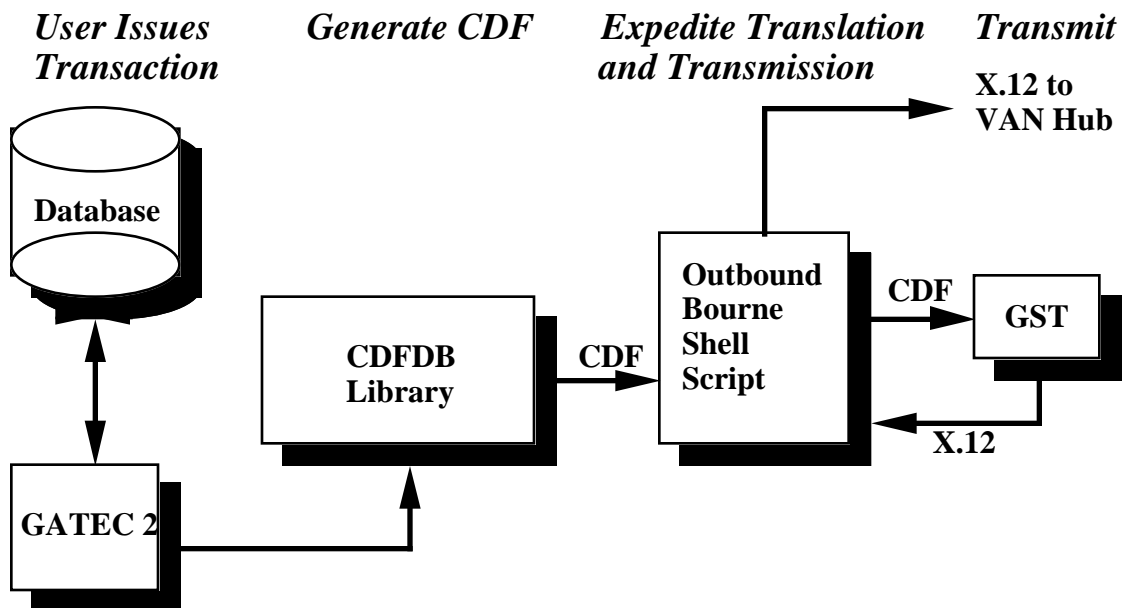 User Issues
Transaction
Generate CDF
Expedite Translation
and Transmission
Transmit
X.12 to
VAN Hub
Database
GATEC 2
CDFDB
Library
CDF
Outbound
Bourne
Shell
Script
CDF
GST
X.12